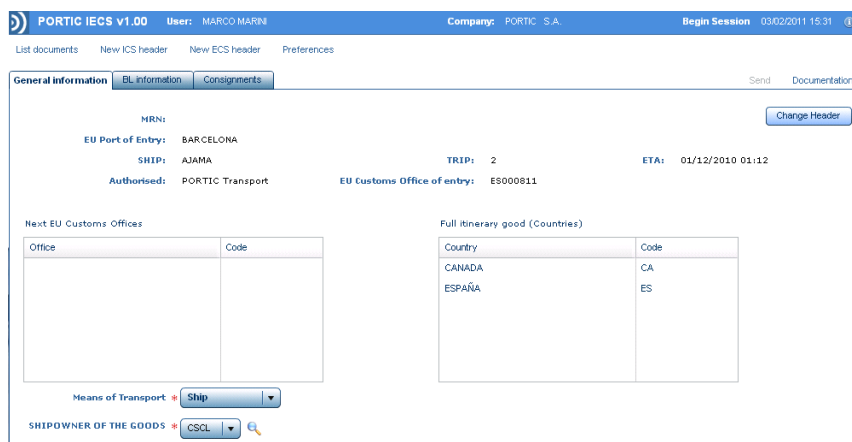 PORTIC IECS v1.00 User: MARCO MARINI Company: PORTIC S.A. Begin Session 03/02/2011 15:31
List documents New ICS header New ECS header Preferences
General information BL information Consignments Send Documentation
MRN: Change Header
EU Port of Entry: BARCELONA
SHIP: AJAMA TRIP: 2 ETA: 01/12/2010 01:12
Authorised: PORTIC Transport EU Customs Office of entry: ES000811
Next EU Customs Offices Full itinerary good (Countries)
Office Code Country Code
CANADA CA
ESPAÑA ES
Means of Transport * Ship
SHIPOWNER OF THE GOODS * CSCL